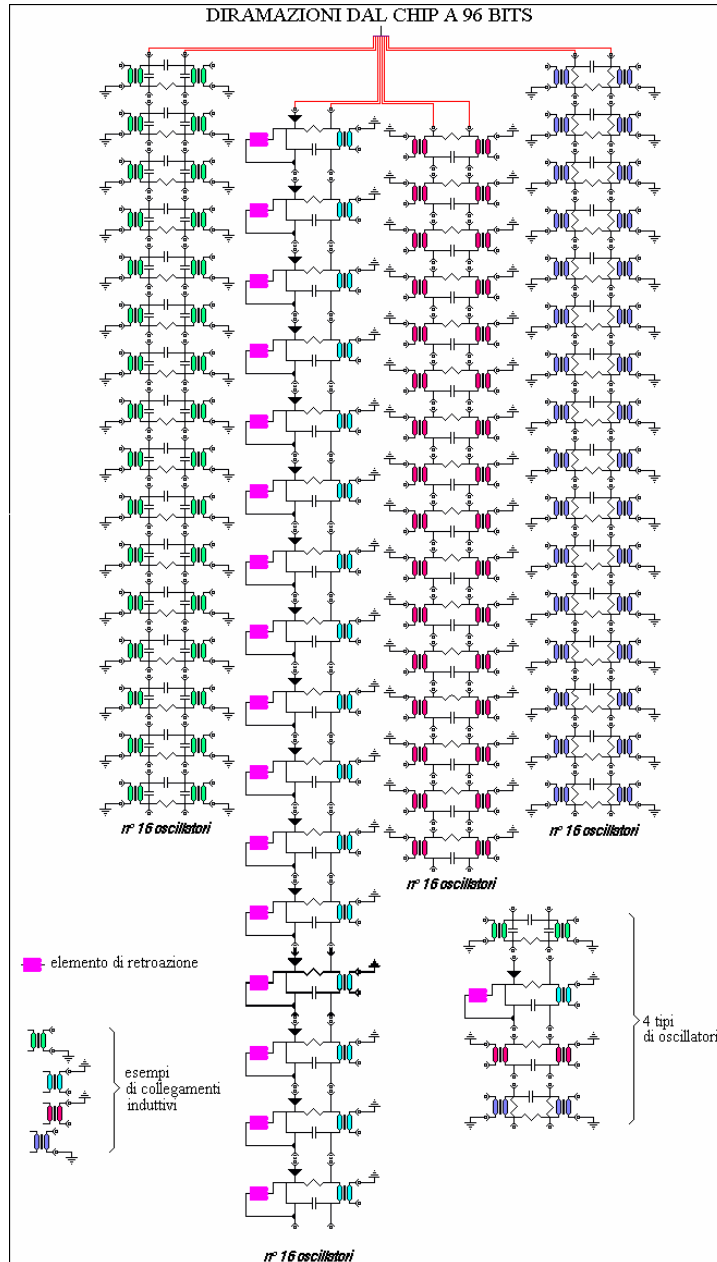 DIRAMAZIONI DAL CHIP A 96 BITS
n° 16 oscillatori
n° 16 oscillatori
n° 16 oscillatori
elemento di retroazione
4 tipi
di oscillatori
esempi
di collegamenti
induttivi
n° 16 oscillatori